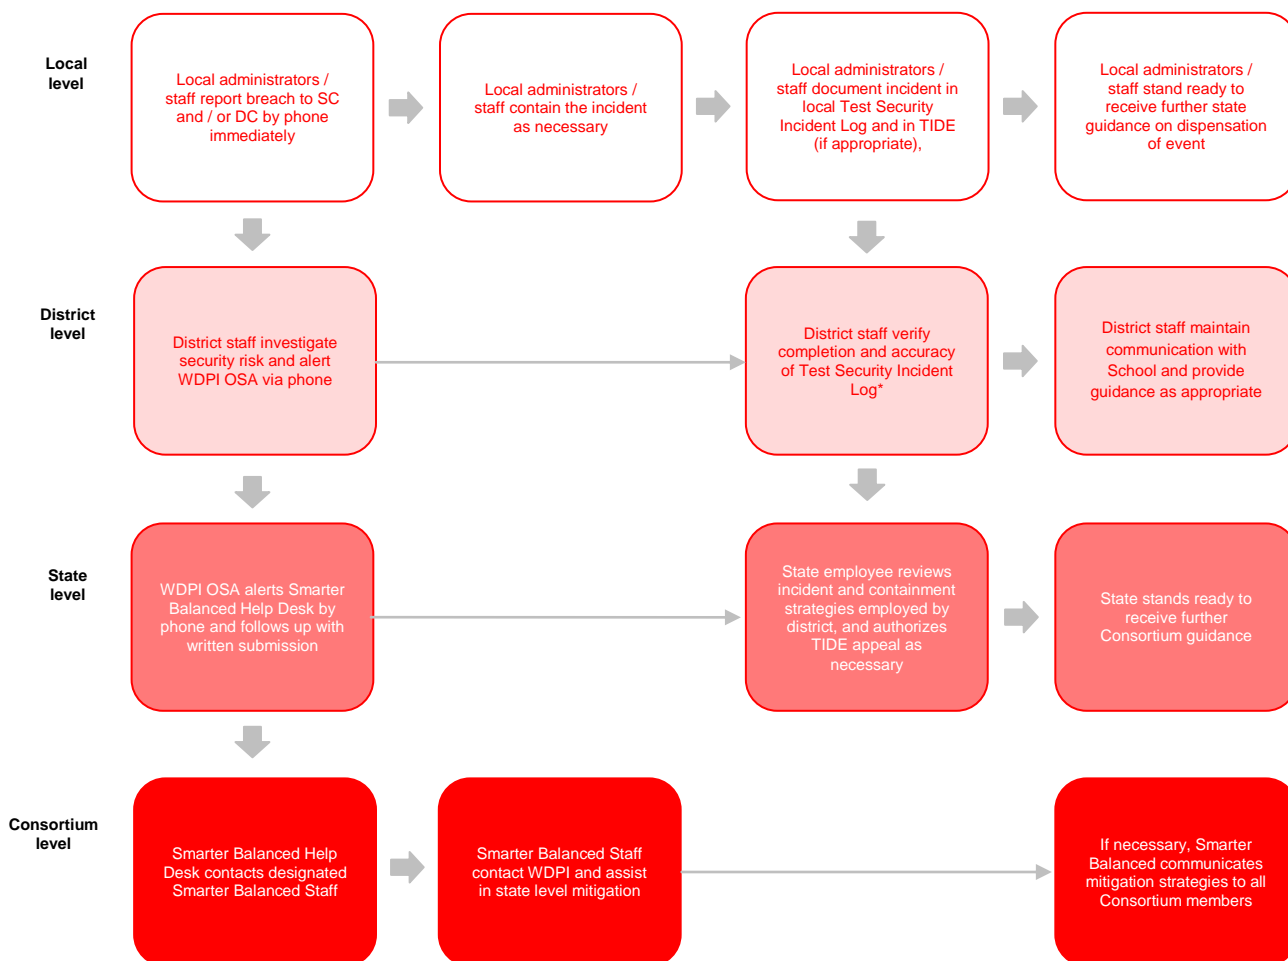 Local
level
Local administrators /
staff report breach to SC
and / or DC by phone
immediately
Local administrators /
staff contain the incident
as necessary
Local administrators /
staff document incident in
local Test Security
Incident Log and in TIDE
(if appropriate),
Local administrators /
staff stand ready to
receive further state
guidance on dispensation
of event
District
level
District staff investigate
security risk and alert
WDPI OSA via phone
District staff verify
completion and accuracy
of Test Security Incident
Log*
District staff maintain
communication with
School and provide
guidance as appropriate
State
level
WDPI OSA alerts Smarter
Balanced Help Desk by
phone and follows up with
written submission
State employee reviews
incident and containment
strategies employed by
district, and authorizes
TIDE appeal as
necessary
State stands ready to
receive further
Consortium guidance
Consortium
level
Smarter Balanced Help
Desk contacts designated
Smarter Balanced Staff
Smarter Balanced Staff
contact WDPI and assist
in state level mitigation
If necessary, Smarter
Balanced communicates
mitigation strategies to all
Consortium members